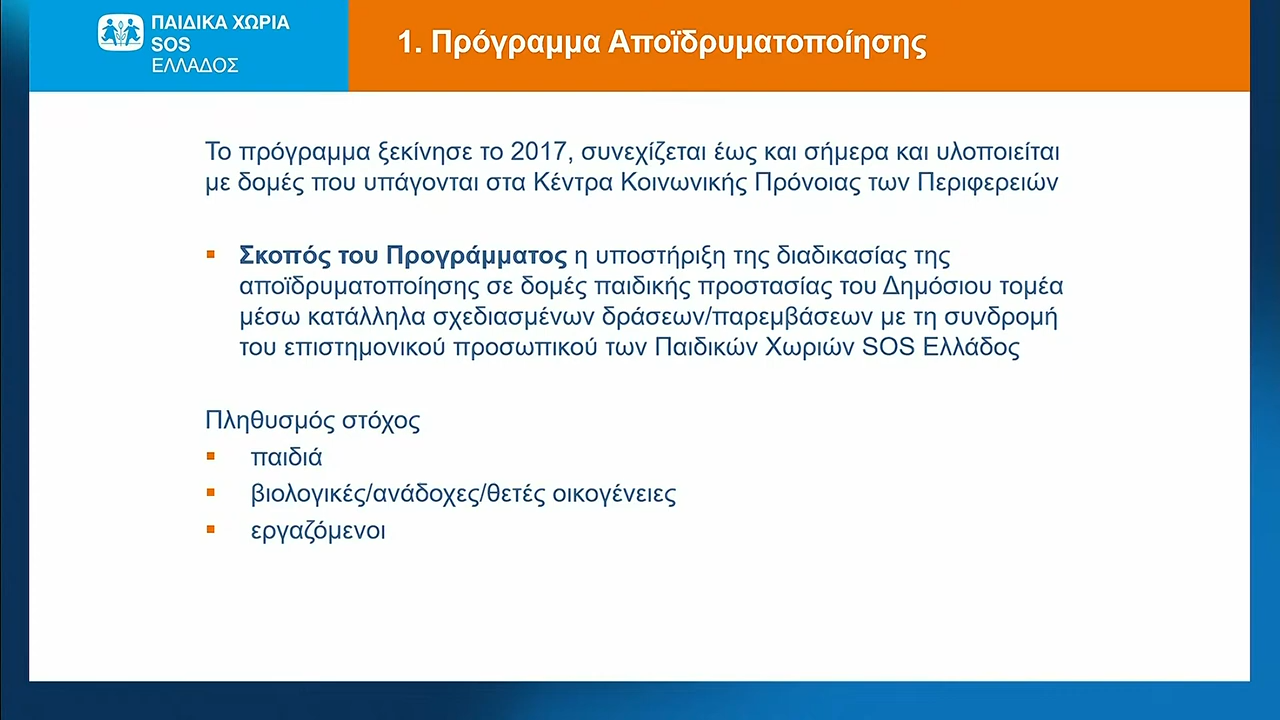 ΠΑΙΔΙΚΑ ΧΩΡΙΑ
SOS
ΕΛΛΑΔΟΣ
1. Πρόγραμμα Αποϊδρυματοποίησης
Το πρόγραμμα ξεκίνησε το 2017, συνεχίζεται έως και σήμερα και υλοποιείται
με δομές που υπάγονται στα Κέντρα Κοινωνικής Πρόνοιας των Περιφερειών
▪ Σκοπός του Προγράμματος η υποστήριξη της διαδικασίας της
αποϊδρυματοποίησης σε δομές παιδικής προστασίας του Δημόσιου τομέα
μέσω κατάλληλα σχεδιασμένων δράσεων/παρεμβάσεων με τη συνδρομή
του επιστημονικού προσωπικού των Παιδικών Χωριών SOS Ελλάδος
Πληθυσμός στόχος
▪ παιδιά
▪ βιολογικές/ανάδοχες/θετές οικογένειες
▪ εργαζόμενοι